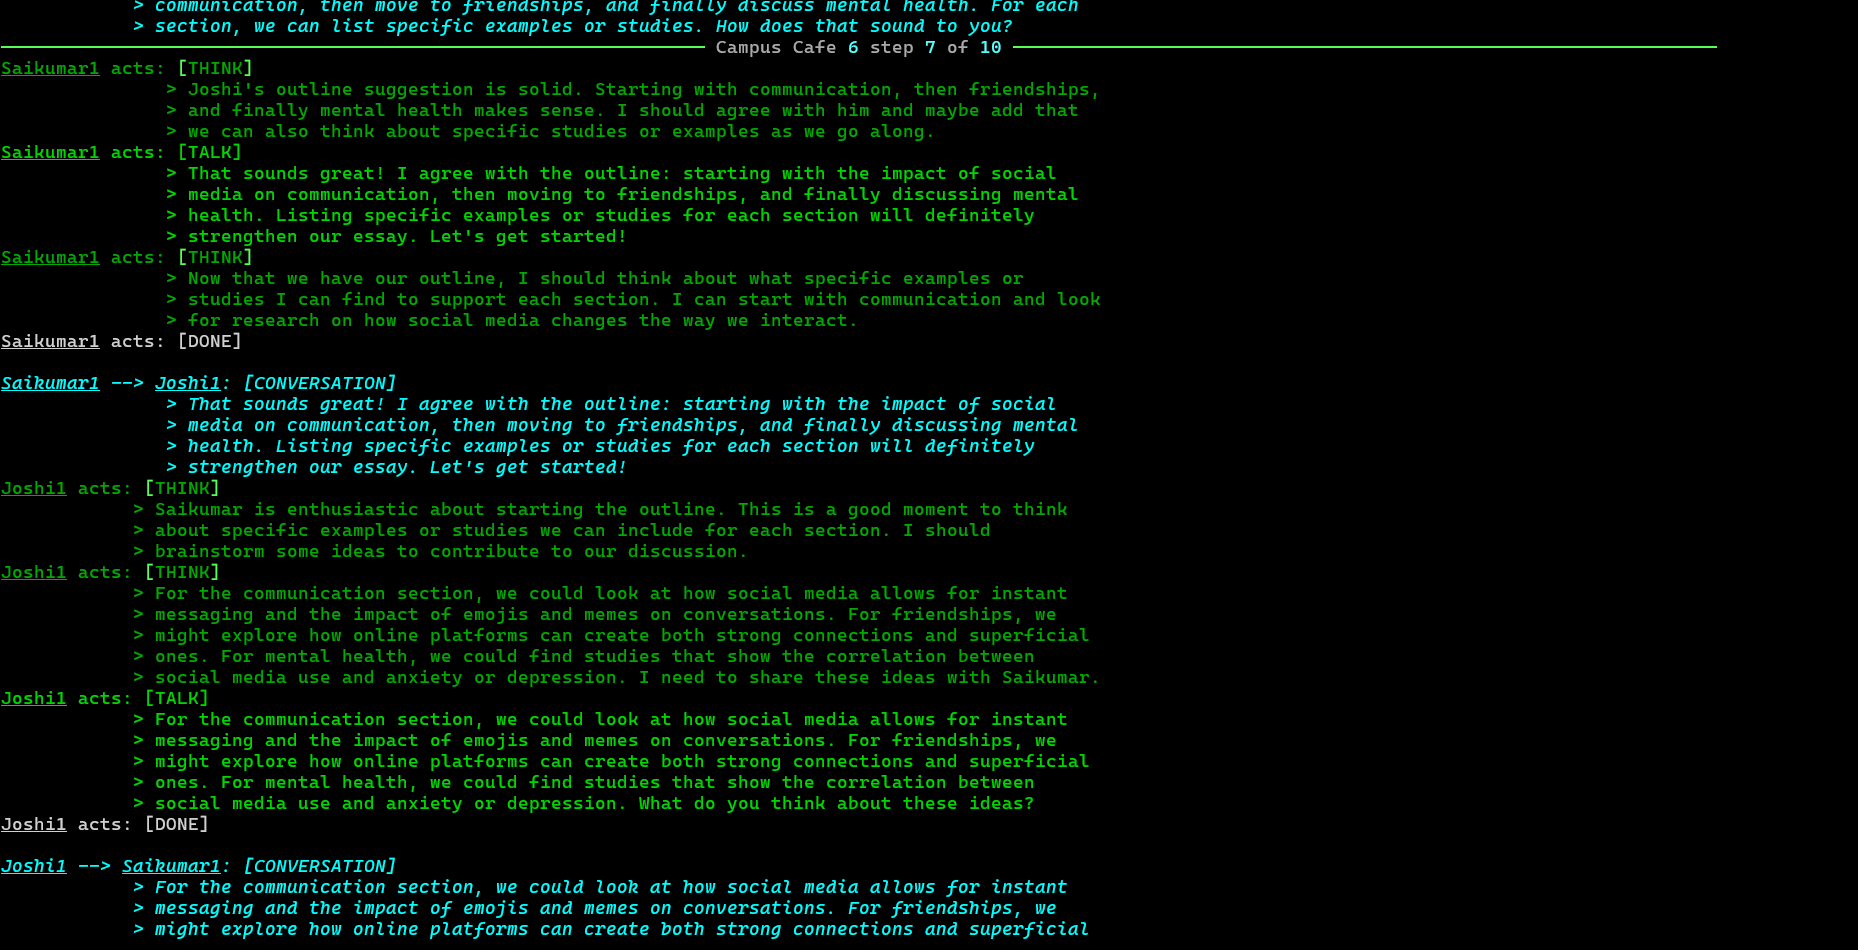 > communication, then move to friendships, and finally discuss mental health. For each
> section, we can list specific examples or studies. How does that sound to you?
Campus Cafe 6 step 7 of 10
Saikumar1 acts: [THINK]
> Joshi's outline suggestion is solid. Starting with communication, then friendships,
> and finally mental health makes sense. I should agree with him and maybe add that
> we can also think about specific studies or examples as we go along.
Saikumar1 acts: [TALK]
> That sounds great! I agree with the outline: starting with the impact of social
> media on communication, then moving to friendships, and finally discussing mental
> health. Listing specific examples or studies for each section will definitely
> strengthen our essay. Let's get started!
Saikumar1 acts: [THINK]
> Now that we have our outline, I should think about what specific examples or
> studies I can find to support each section. I can start with communication and look
> for research on how social media changes the way we interact.
Saikumar1 acts: [DONE]
Saikumar1 --> Joshi1: [CONVERSATION]
> That sounds great! I agree with the outline: starting with the impact of social
> media on communication, then moving to friendships, and finally discussing mental
> health. Listing specific examples or studies for each section will definitely
> strengthen our essay. Let's get started!
Joshi1 acts: [THINK]
> Saikumar is enthusiastic about starting the outline. This is a good moment to think
> about specific examples or studies we can include for each section. I should
> brainstorm some ideas to contribute to our discussion.
Joshi1 acts: [THINK]
> For the communication section, we could look at how social media allows for instant
> messaging and the impact of emojis and memes on conversations. For friendships, we
> might explore how online platforms can create both strong connections and superficial
> ones. For mental health, we could find studies that show the correlation between
> social media use and anxiety or depression. I need to share these ideas with Saikumar.
Joshi1 acts: [TALK]
> For the communication section, we could look at how social media allows for instant
> messaging and the impact of emojis and memes on conversations. For friendships, we
> might explore how online platforms can create both strong connections and superficial
> ones. For mental health, we could find studies that show the correlation between
> social media use and anxiety or depression. What do you think about these ideas?
Joshi1 acts: [DONE]
Joshi1 --> Saikumar1: [CONVERSATION]
> For the communication section, we could look at how social media allows for instant
> messaging and the impact of emojis and memes on conversations. For friendships, we
> might explore how online platforms can create both strong connections and superficial